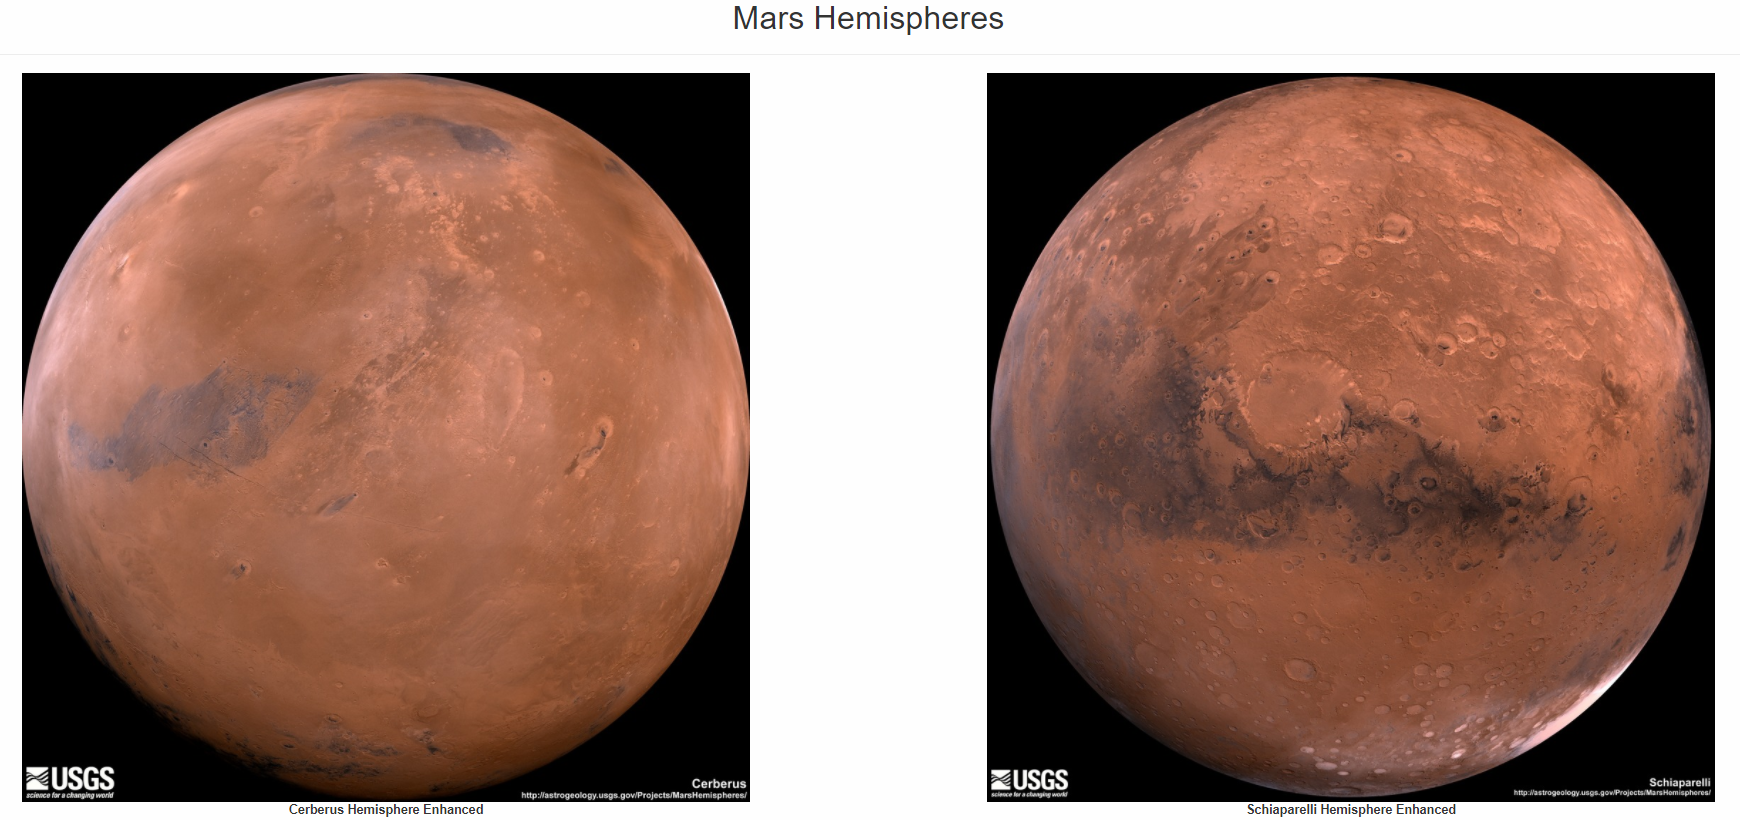 Mars Hemispheres
USGS
science for a changing world
Cerberus
http://astrogeology.usgs.gov/Projects/MarsHemispheres/
Cerberus Hemisphere Enhanced
USGS
science for a changing world
Schiaparelli
http://astrogeology.usgs.gov/Projects/MarsHemispheres/
Schiaparelli Hemisphere Enhanced